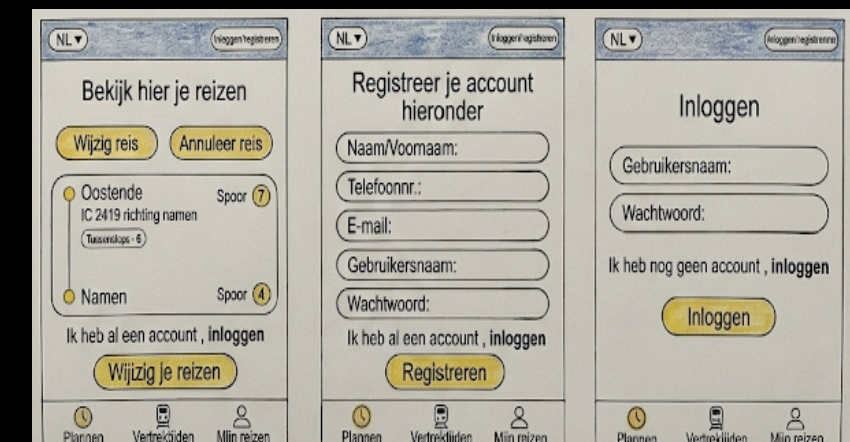 NL ▾
Inloggen/registreren
Bekijk hier je reizen
Wijzig reis
Annuleer reis
Oostende
Spoor 7
IC 2419 richting namen
Tussenstops - 6
Namen
Spoor 4
Ik heb al een account , inloggen
Wijizig je reizen
Plannen
Vertrektijden
Mijn reizen
NL ▾
Inloggen/registreren
Registreer je account
hieronder
Naam/Voornaam:
Telefoonnr.:
E-mail:
Gebruikersnaam:
Wachtwoord:
Ik heb al een account , inloggen
Registreren
Plannen
Vertrektijden
Mijn reizen
NL ▾
Inloggen
Gebruikersnaam:
Wachtwoord:
Ik heb nog geen account , inloggen
Inloggen
Plannen
Vertrektijden
Mijn reizen